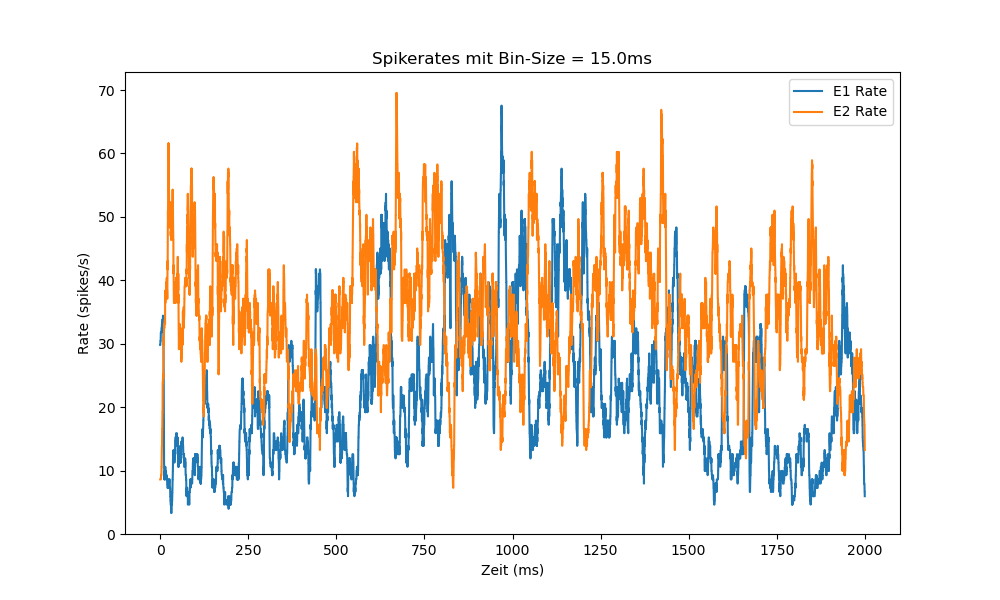 Spikerates mit Bin-Size = 15.0ms
E1 Rate
E2 Rate
70
60
50
40
30
20
10
0
Rate (spikes/s)
0 250 500 750 1000 1250 1500 1750 2000
Zeit (ms)